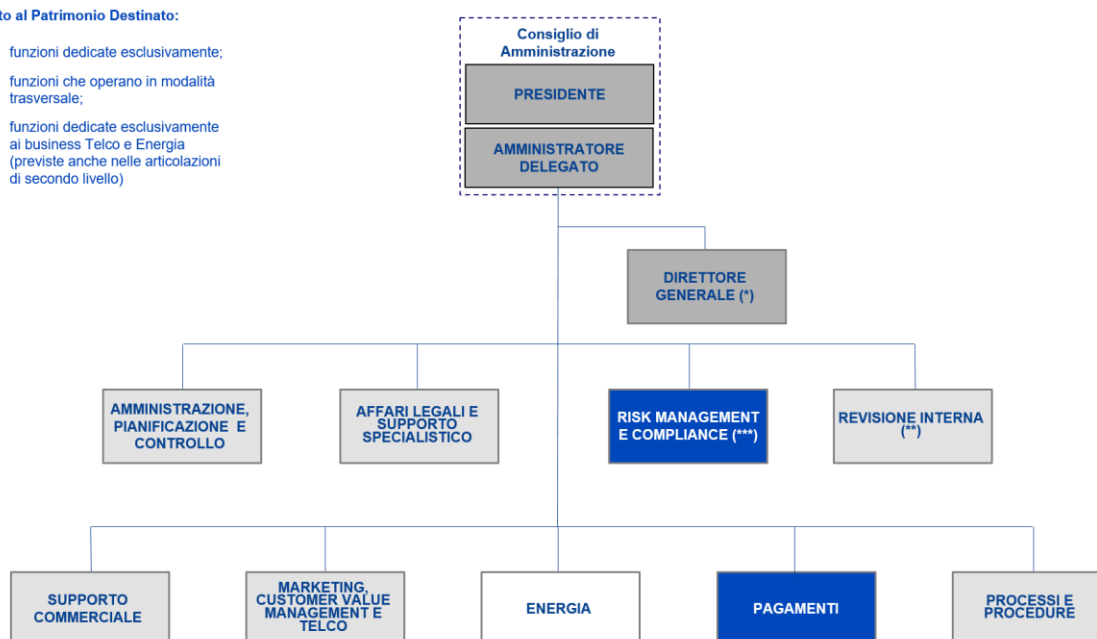 to al Patrimonio Destinato:
funzioni dedicate esclusivamente;
funzioni che operano in modalità
trasversale;
funzioni dedicate esclusivamente
ai business Telco e Energia
(previste anche nelle articolazioni
di secondo livello)
Consiglio di
Amministrazione
PRESIDENTE
AMMINISTRATORE
DELEGATO
DIRETTORE
GENERALE (*)
AMMINISTRAZIONE,
PIANIFICAZIONE E
CONTROLLO
AFFARI LEGALI E
SUPPORTO
SPECIALISTICO
RISK MANAGEMENT
E COMPLIANCE (***)
REVISIONE INTERNA
(**)
SUPPORTO
COMMERCIALE
MARKETING,
CUSTOMER VALUE
MANAGEMENT E
TELCO
ENERGIA
PAGAMENTI
PROCESSI E
PROCEDURE